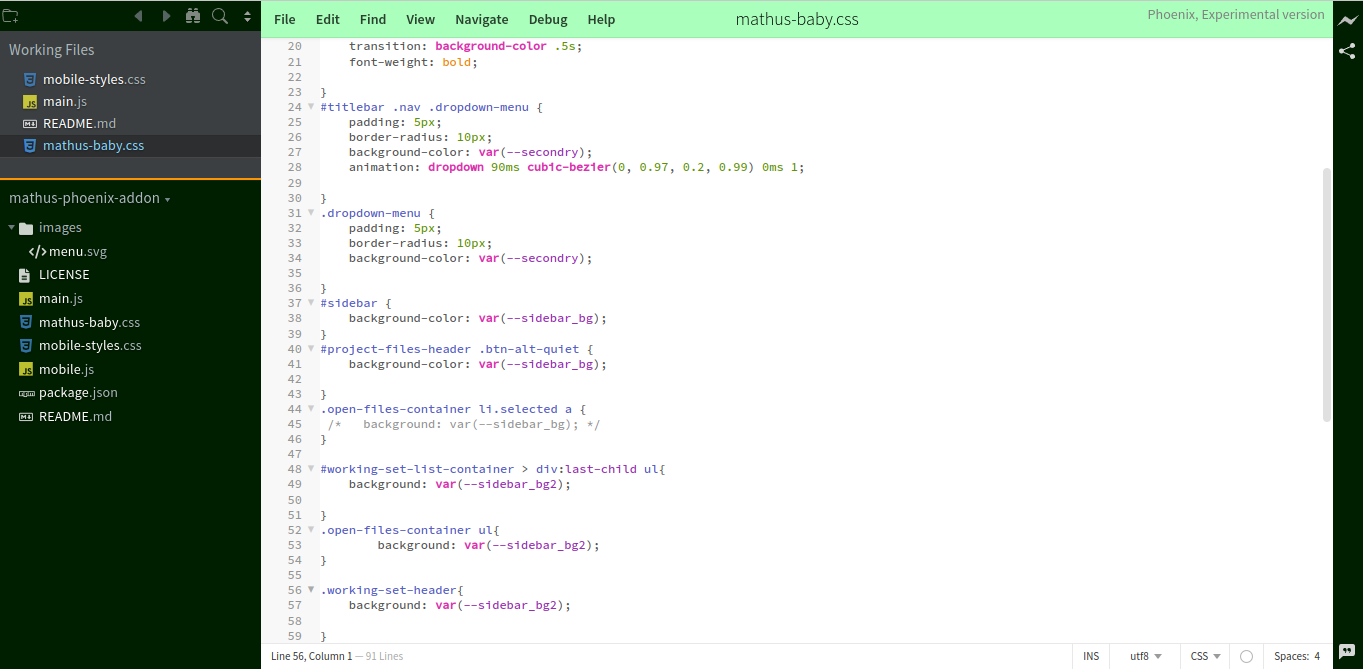 File Edit Find View Navigate Debug Help
mathus-baby.css
Phoenix, Experimental version
Working Files
mobile-styles.css
main.js
README.md
mathus-baby.css
mathus-phoenix-addon
images
menu.svg
LICENSE
main.js
mathus-baby.css
mobile-styles.css
mobile.js
package.json
README.md
20 transition: background-color .5s;
21 font-weight: bold;
22
23 }
24 #titlebar .nav .dropdown-menu {
25 padding: 5px;
26 border-radius: 10px;
27 background-color: var(--secondry);
28 animation: dropdown 90ms cubic-bezier(0, 0.97, 0.2, 0.99) 0ms 1;
29
30 }
31 .dropdown-menu {
32 padding: 5px;
33 border-radius: 10px;
34 background-color: var(--secondry);
35
36 }
37 #sidebar {
38 background-color: var(--sidebar_bg);
39 }
40 #project-files-header .btn-alt-quiet {
41 background-color: var(--sidebar_bg);
42
43 }
44 .open-files-container li.selected a {
45 /* background: var(--sidebar_bg); */
46 }
47
48 #working-set-list-container > div:last-child ul{
49 background: var(--sidebar_bg2);
50
51 }
52 .open-files-container ul{
53 background: var(--sidebar_bg2);
54 }
55
56 .working-set-header{
57 background: var(--sidebar_bg2);
58
59 }
Line 56, Column 1 — 91 Lines
INS
utf8
CSS
Spaces: 4